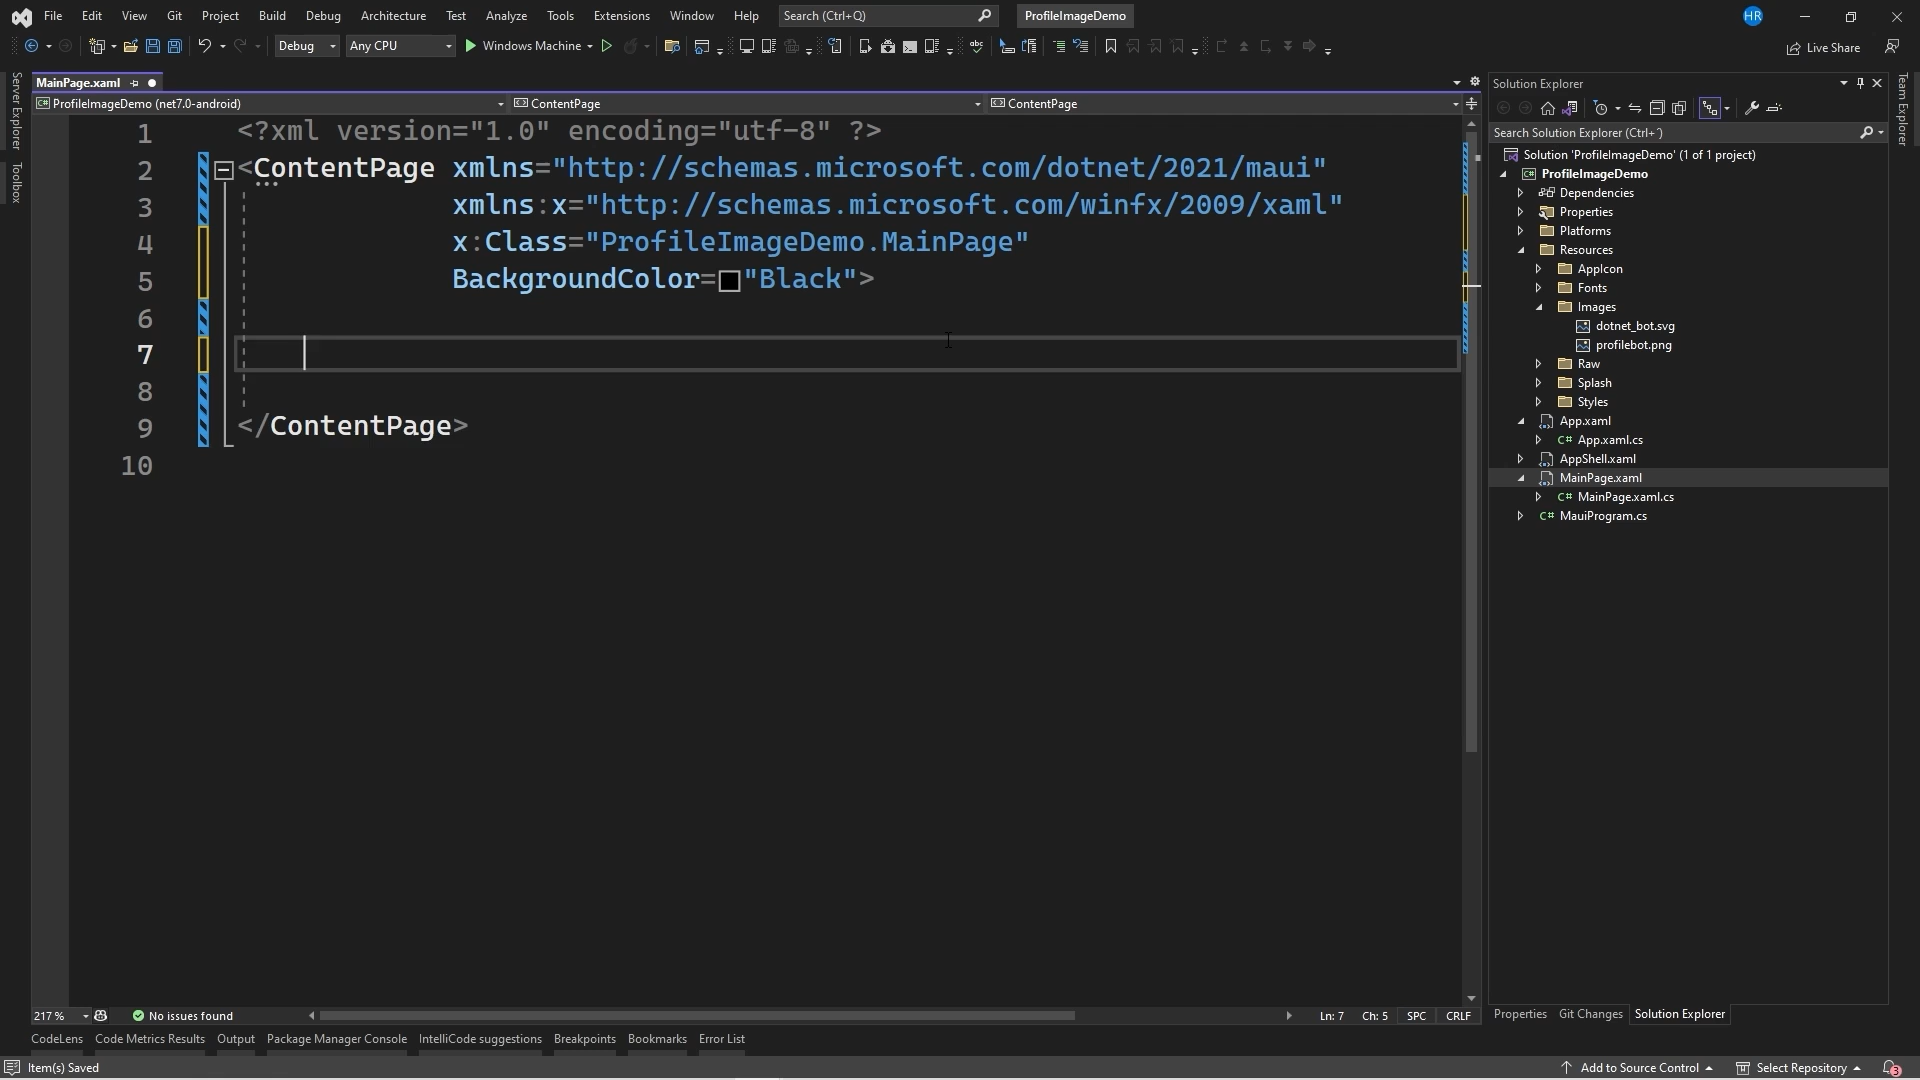 File Edit View Git Project Build Debug Architecture Test Analyze Tools Extensions Window Help Search (Ctrl+Q) ProfileImageDemo HR
Debug Any CPU Windows Machine Live Share
MainPage.xaml
ProfileImageDemo (net7.0-android) ContentPage ContentPage
Server Explorer
Toolbox
1 <?xml version="1.0" encoding="utf-8" ?>
2 <ContentPage xmlns="http://schemas.microsoft.com/dotnet/2021/maui"
3 xmlns:x="http://schemas.microsoft.com/winfx/2009/xaml"
4 x:Class="ProfileImageDemo.MainPage"
5 BackgroundColor="Black">
6
7
8
9 </ContentPage>
10
Solution Explorer
Search Solution Explorer (Ctrl+´)
Solution 'ProfileImageDemo' (1 of 1 project)
ProfileImageDemo
Dependencies
Properties
Platforms
Resources
AppIcon
Fonts
Images
dotnet_bot.svg
profilebot.png
Raw
Splash
Styles
App.xaml
C# App.xaml.cs
AppShell.xaml
MainPage.xaml
C# MainPage.xaml.cs
C# MauiProgram.cs
Team Explorer
217 % No issues found Ln: 7 Ch: 5 SPC CRLF
Properties Git Changes Solution Explorer
CodeLens Code Metrics Results Output Package Manager Console IntelliCode suggestions Breakpoints Bookmarks Error List
Item(s) Saved Add to Source Control Select Repository 3